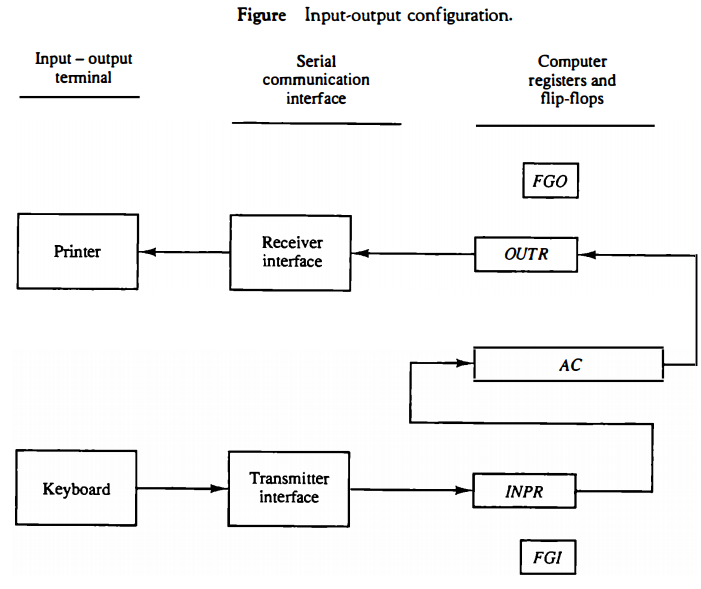 Figure Input-output configuration.
Input – output
terminal
Serial
communication
interface
Computer
registers and
flip-flops
FGO
Printer
Receiver
interface
OUTR
AC
Keyboard
Transmitter
interface
INPR
FGI